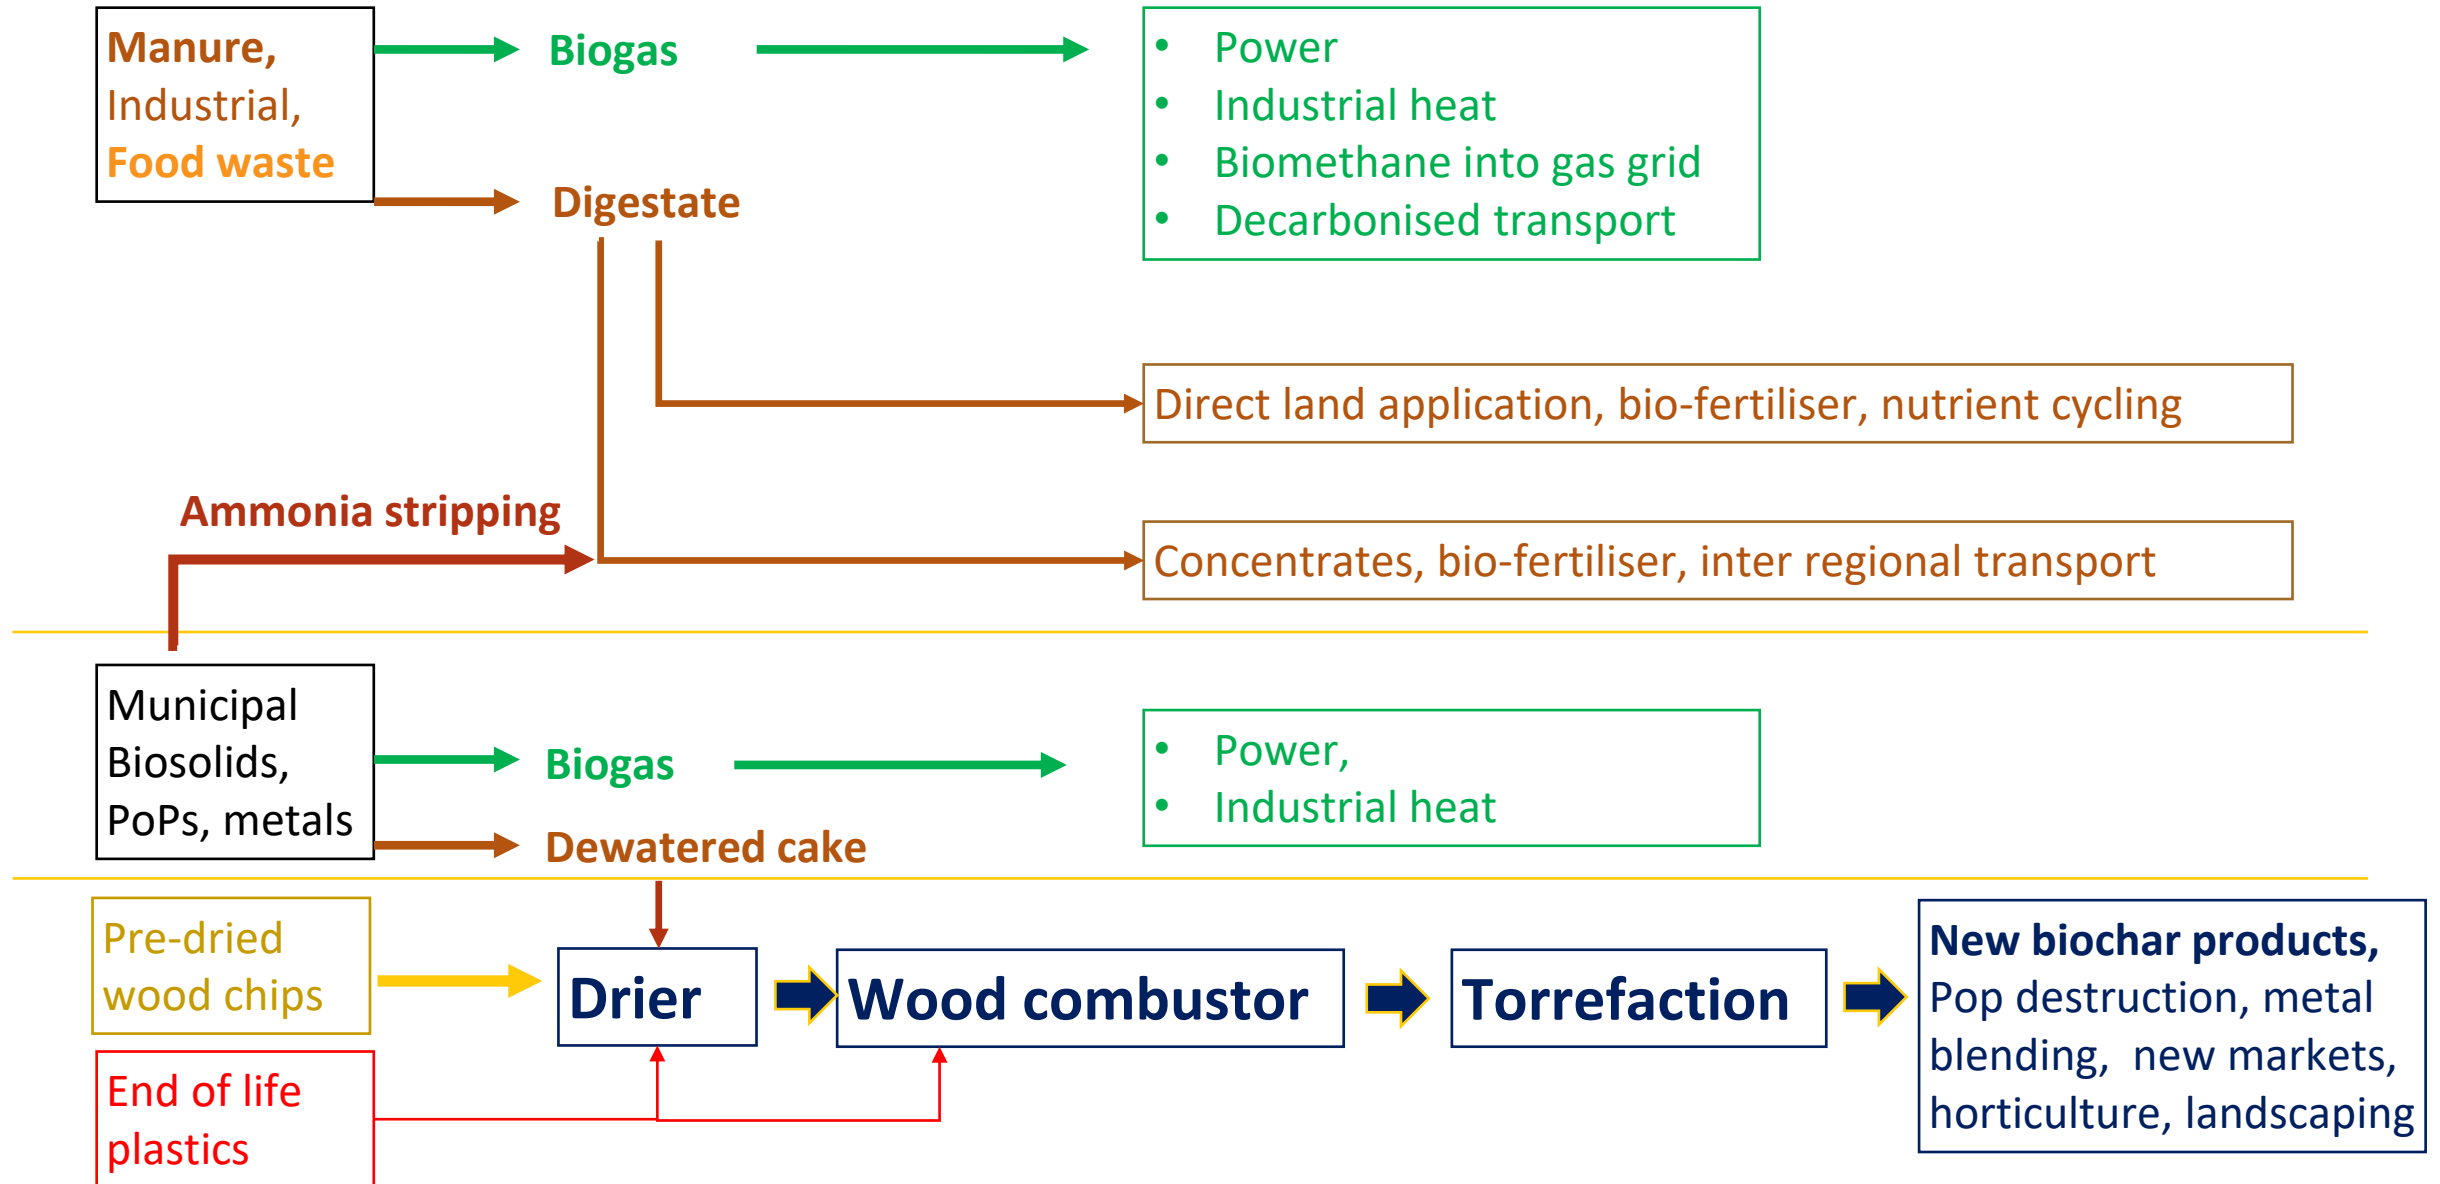 Manure,
Industrial,
Food waste
Biogas
Digestate
• Power
• Industrial heat
• Biomethane into gas grid
• Decarbonised transport
Direct land application, bio-fertiliser, nutrient cycling
Ammonia stripping
Concentrates, bio-fertiliser, inter regional transport
Municipal
Biosolids,
PoPs, metals
Biogas
Dewatered cake
• Power,
• Industrial heat
Pre-dried
wood chips
End of life
plastics
Drier
Wood combustor
Torrefaction
New biochar products,
Pop destruction, metal
blending, new markets,
horticulture, landscaping